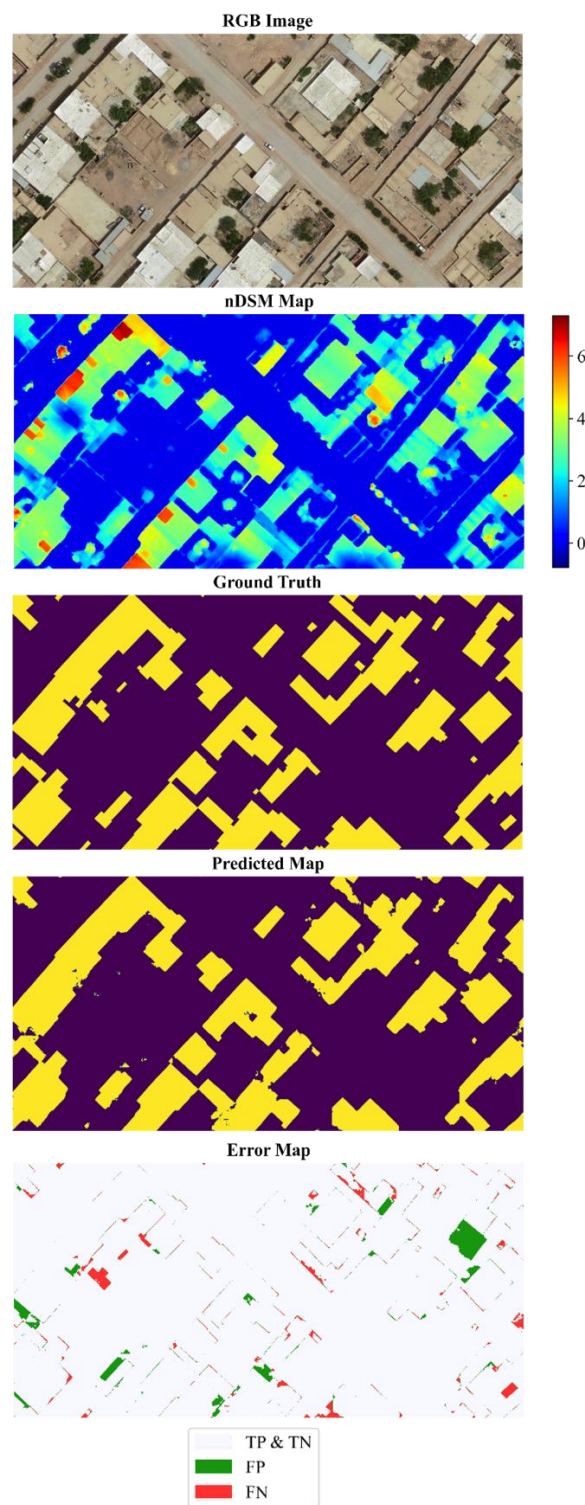 RGB Image
nDSM Map
6
4
2
0
Ground Truth
Predicted Map
Error Map
TP & TN
FP
FN